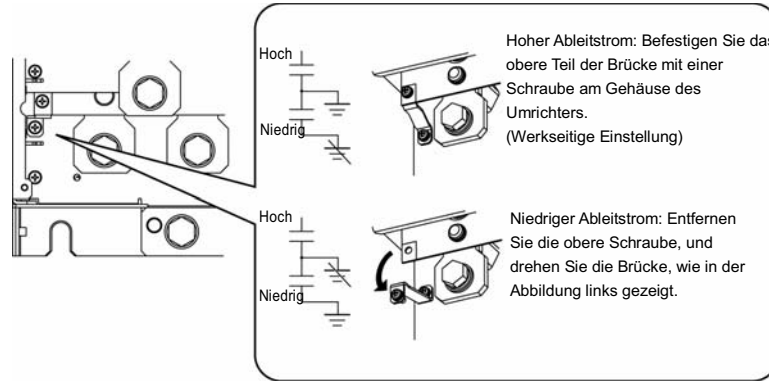 Hoch
Niedrig
Hoher Ableitstrom: Befestigen Sie das
obere Teil der Brücke mit einer
Schraube am Gehäuse des
Umrichters.
(Werkseitige Einstellung)
Hoch
Niedrig
Niedriger Ableitstrom: Entfernen
Sie die obere Schraube, und
drehen Sie die Brücke, wie in der
Abbildung links gezeigt.